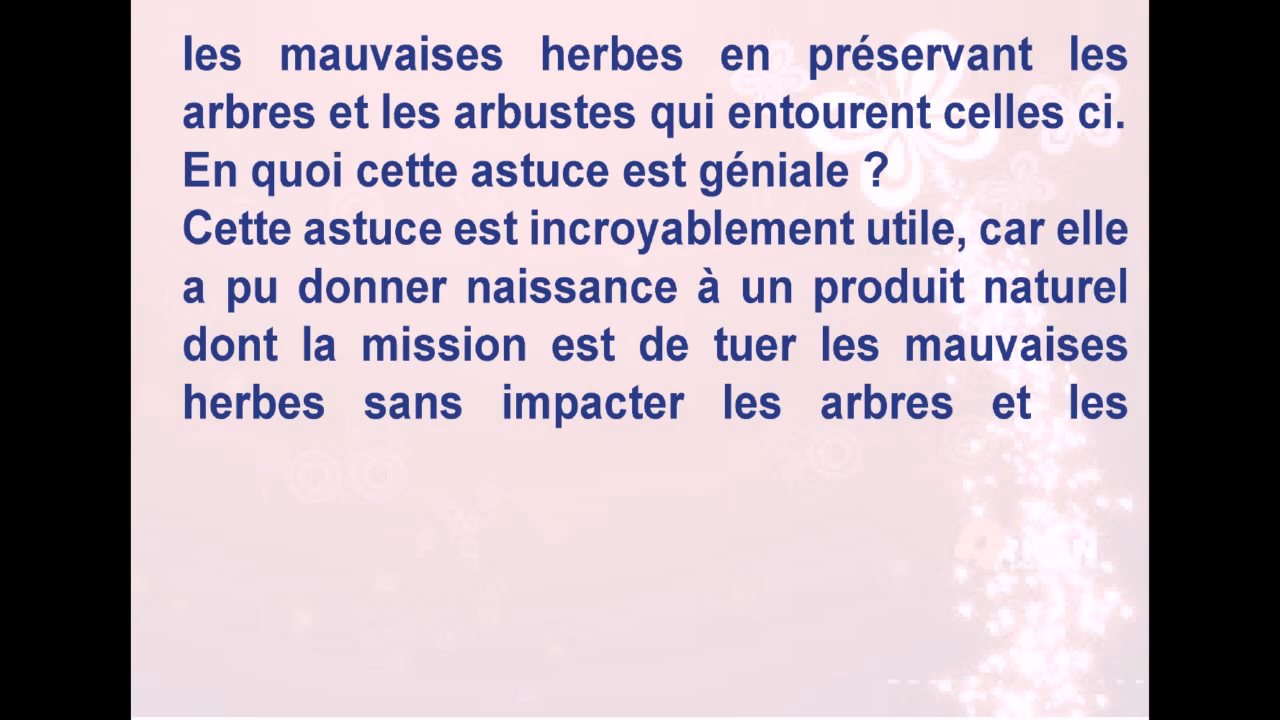 les mauvaises herbes en préservant les
arbres et les arbustes qui entourent celles ci.
En quoi cette astuce est géniale ?
Cette astuce est incroyablement utile, car elle
a pu donner naissance à un produit naturel
dont la mission est de tuer les mauvaises
herbes sans impacter les arbres et les